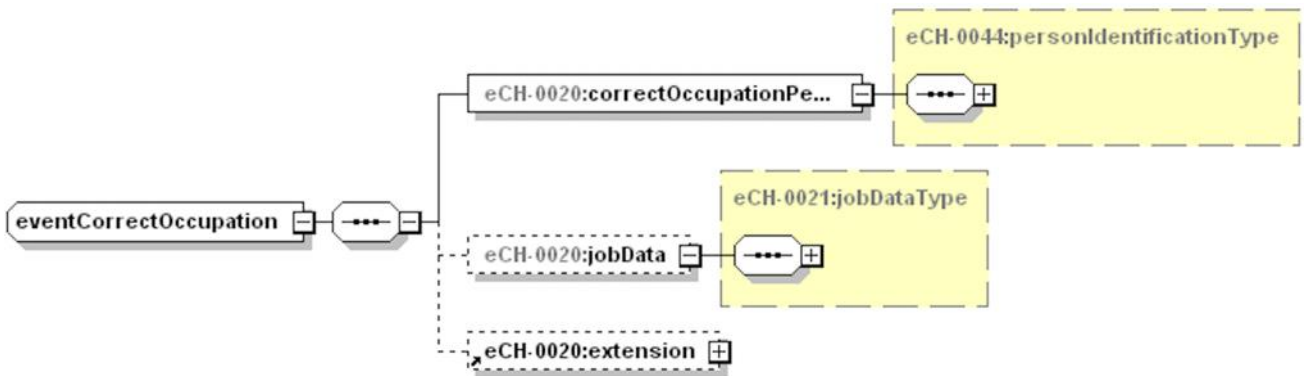 eCH-0044:personIdentificationType
eCH-0020:correctOccupationPe...
eCH-0021:jobDataType
eventCorrectOccupation
eCH-0020:jobData
eCH-0020:extension